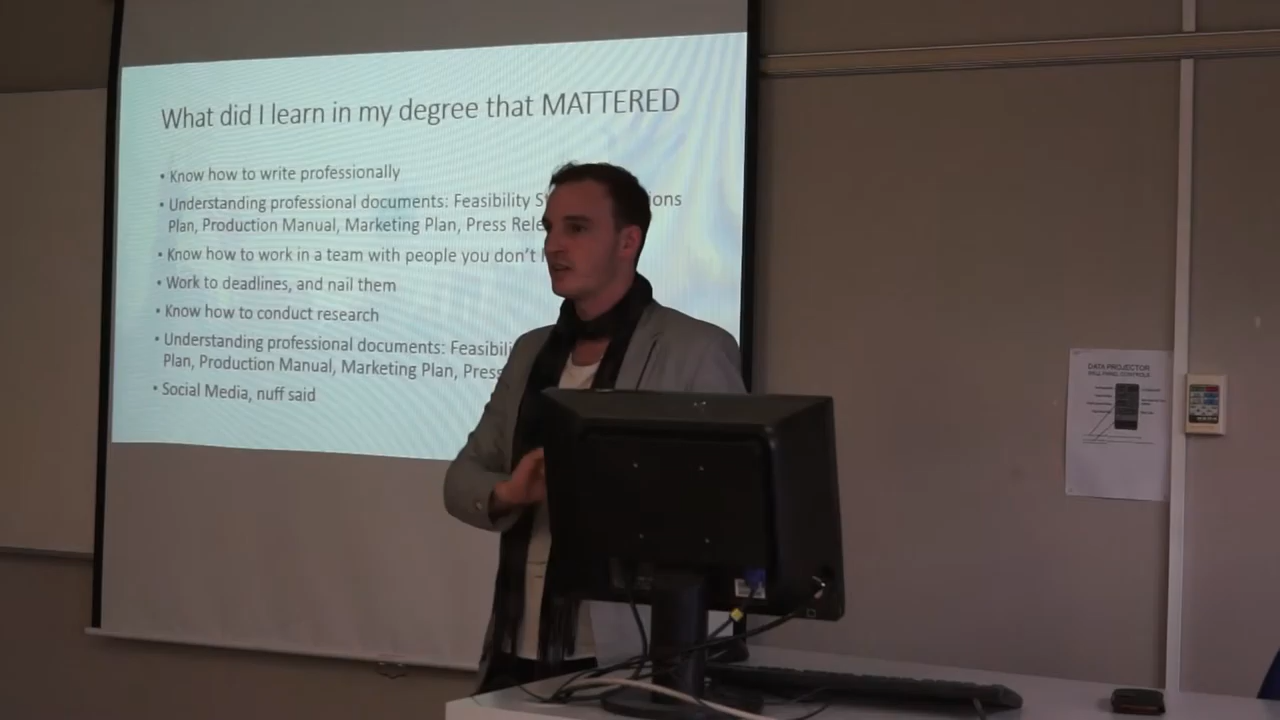 What did I learn in my degree that MATTERED
• Know how to write professionally
• Understanding professional documents: Feasibility
Plan, Production Manual, Marketing Plan, Press
• Know how to work in a team with people you don't
• Work to deadlines, and nail them
• Know how to conduct research
• Understanding professional documents:
Plan, Production Manual, Marketing Plan, Press
• Social Media, nuff said
DATA PROJECTOR
WALL PANEL CONTROLS